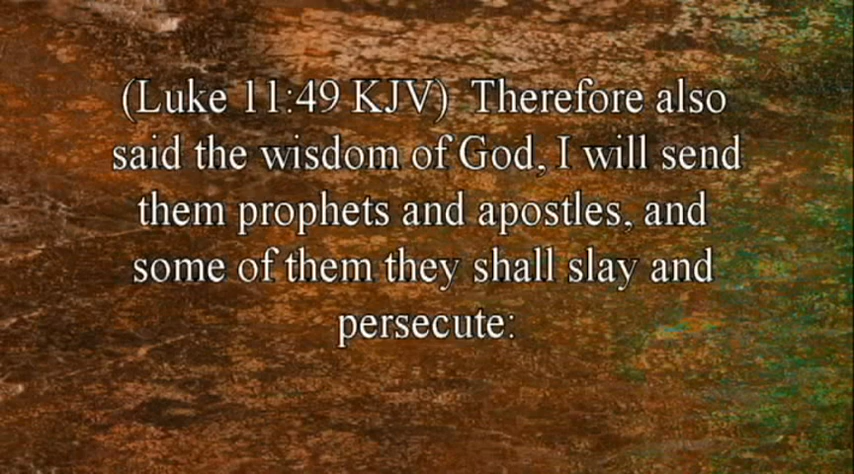 (Luke 11:49 KJV)  Therefore also
said the wisdom of God, I will send
them prophets and apostles, and
some of them they shall slay and
persecute: